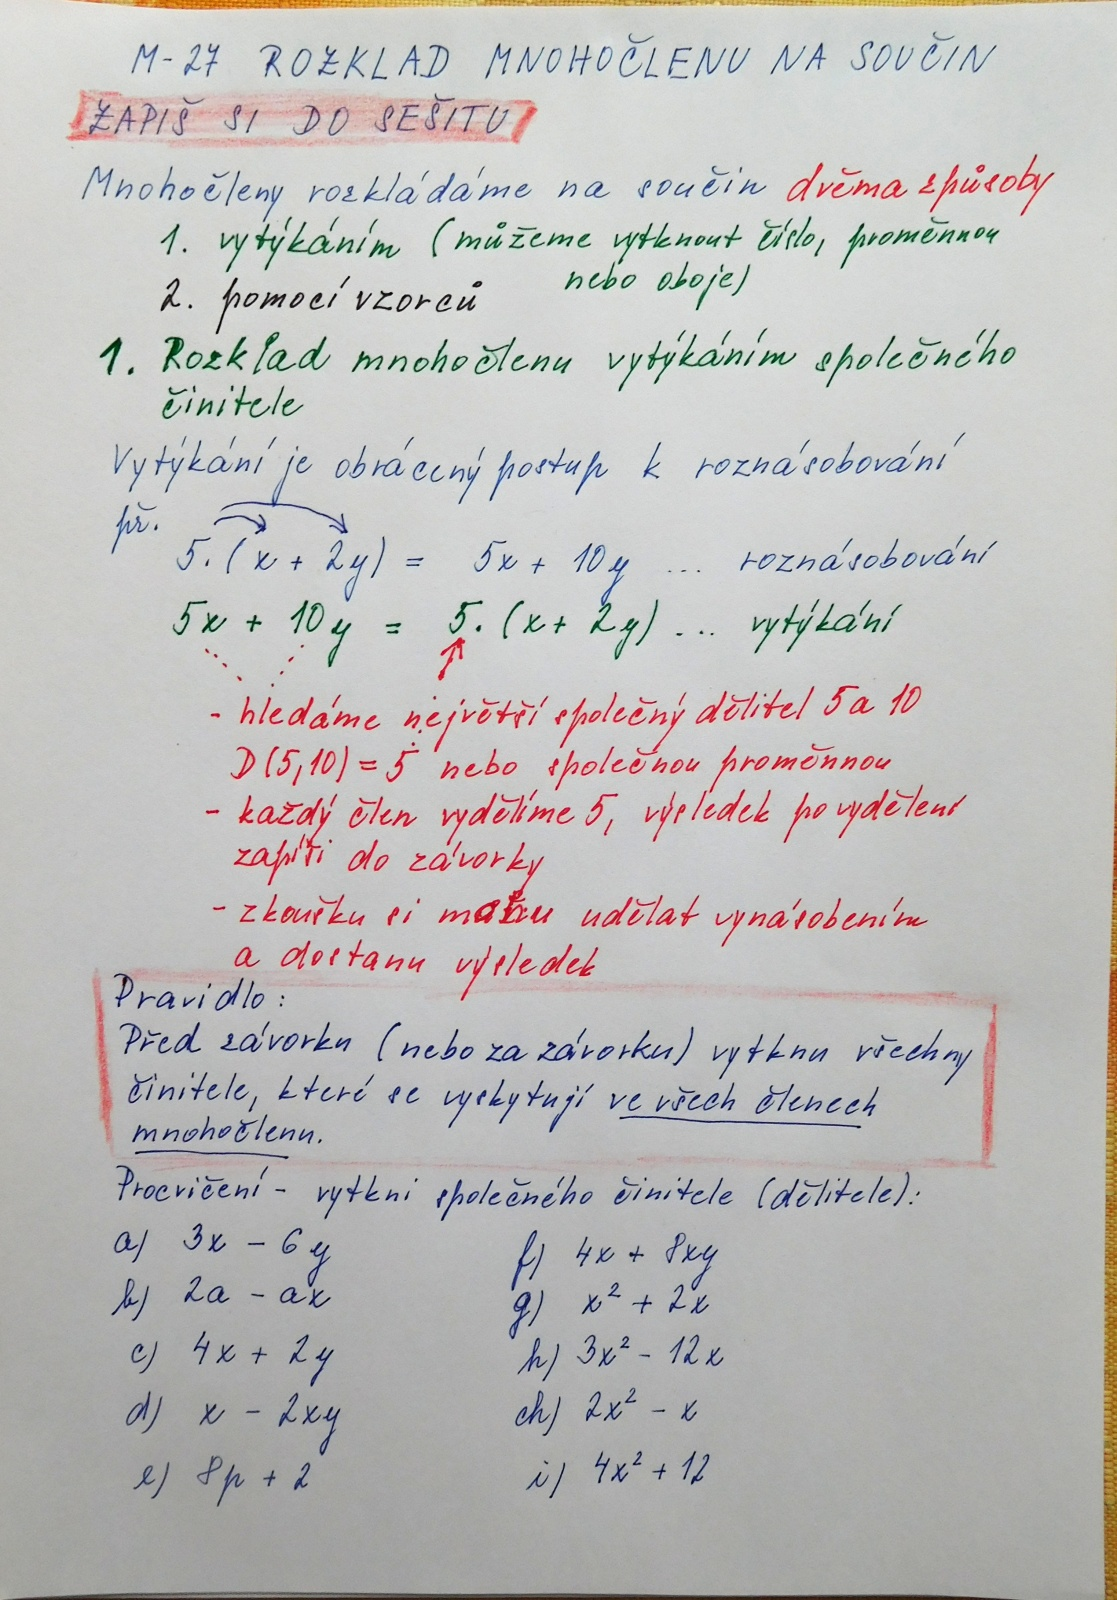 M-27 ROZKLAD MNOHOČLENU NA SOUČIN
ZAPIŠ SI DO SEŠITU
Mnohočleny rozkládáme na součin dvěma způsoby
1. vytýkáním (můžeme vytknout číslo, proměnnou
nebo oboje)
2. pomocí vzorců
1. Rozklad mnohočlenu vytýkáním společného
činitele
Vytýkání je obrácený postup k roznásobování
př.
5.(x + 2y) = 5x + 10y ... roznásobování
5x + 10y = 5.(x + 2y) ... vytýkání
- hledáme největší společný dělitel 5 a 10
D(5,10) = 5 nebo společnou proměnnou
- každý člen vydělíme 5, výsledek po vydělení
zapíši do závorky
- zkoušku si mohu udělat vynásobením
a dostanu výsledek
Pravidlo:
Před závorku (nebo za závorku) vytknu všechny
činitele, které se vyskytují ve všech členech
mnohočlenu.
Procvičení - vytkni společného činitele (dělitele):
a) 3x - 6y
b) 2a - ax
c) 4x + 2y
d) x - 2xy
e) 8p + 2
f) 4x + 8xy
g) x² + 2x
h) 3x² - 12x
ch) 2x² - x
i) 4x² + 12